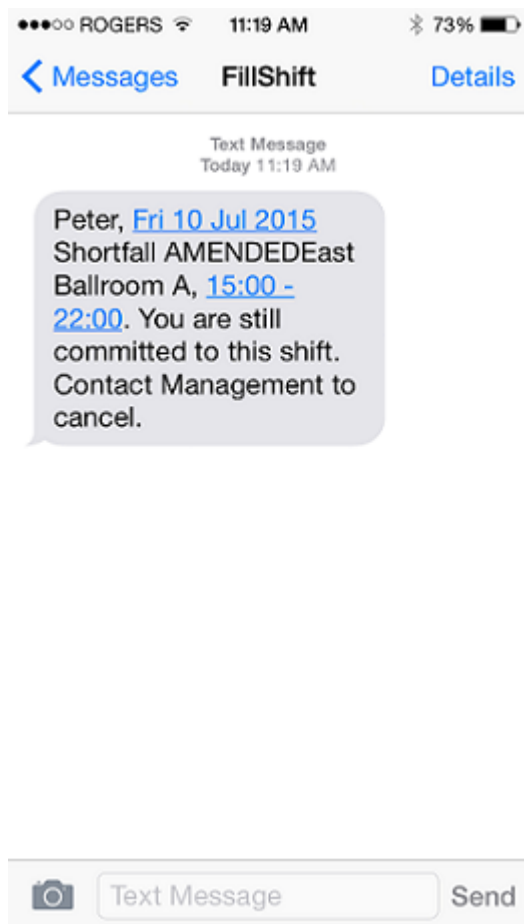 ROGERS 11:19 AM 73%
Messages FillShift Details
Text Message
Today 11:19 AM
Peter, Fri 10 Jul 2015
Shortfall AMENDEDEast
Ballroom A, 15:00 -
22:00. You are still
committed to this shift.
Contact Management to
cancel.
Text Message Send